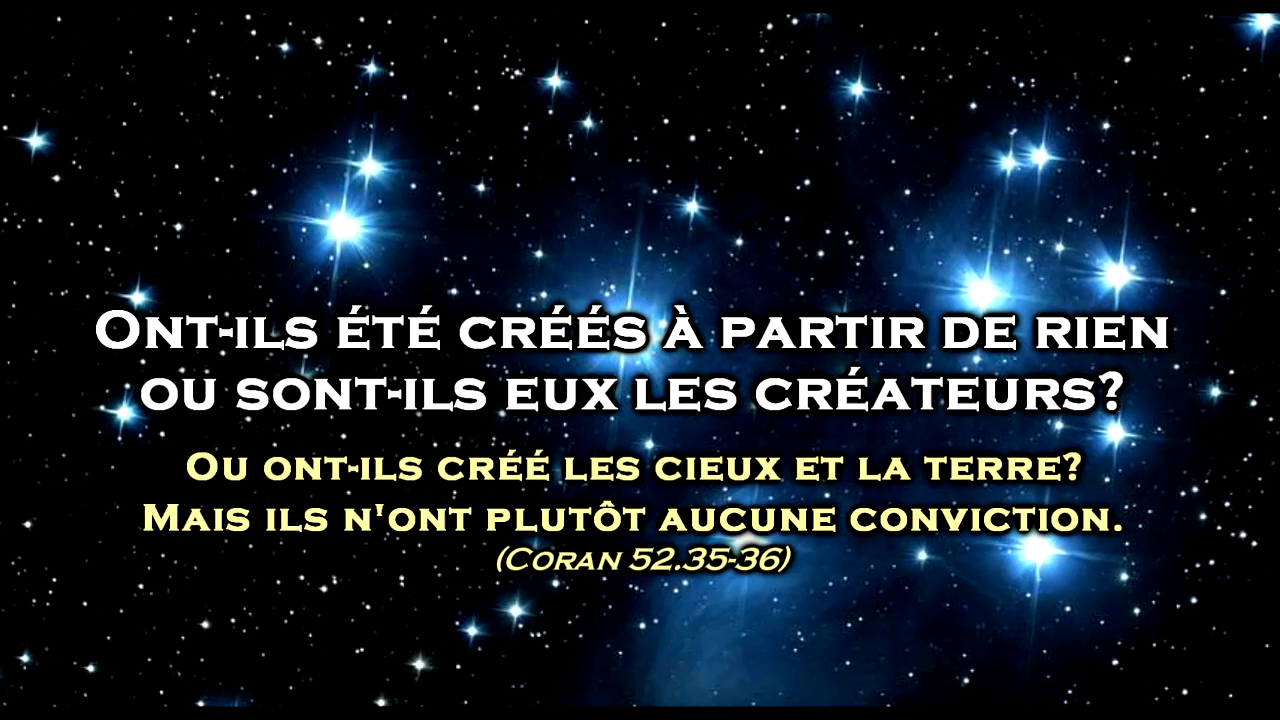 Ont-ils été créés à partir de rien
ou sont-ils eux les créateurs?
Ou ont-ils créé les cieux et la terre?
Mais ils n'ont plutôt aucune conviction.
(Coran 52.35-36)